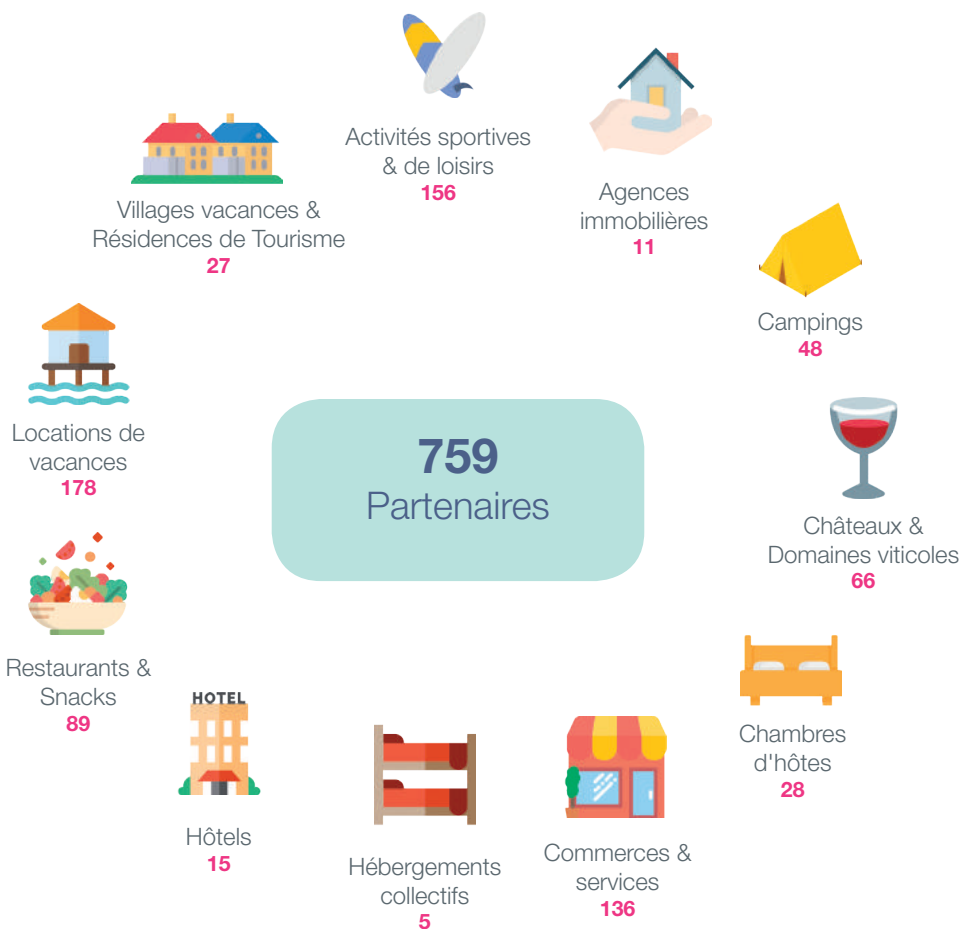 Activités sportives
& de loisirs
156
Agences
immobilières
11
Campings
48
Châteaux &
Domaines viticoles
66
Chambres
d'hôtes
28
Commerces &
services
136
Hébergements
collectifs
5
HOTEL
Hôtels
15
Restaurants &
Snacks
89
Locations de
vacances
178
Villages vacances &
Résidences de Tourisme
27
759
Partenaires